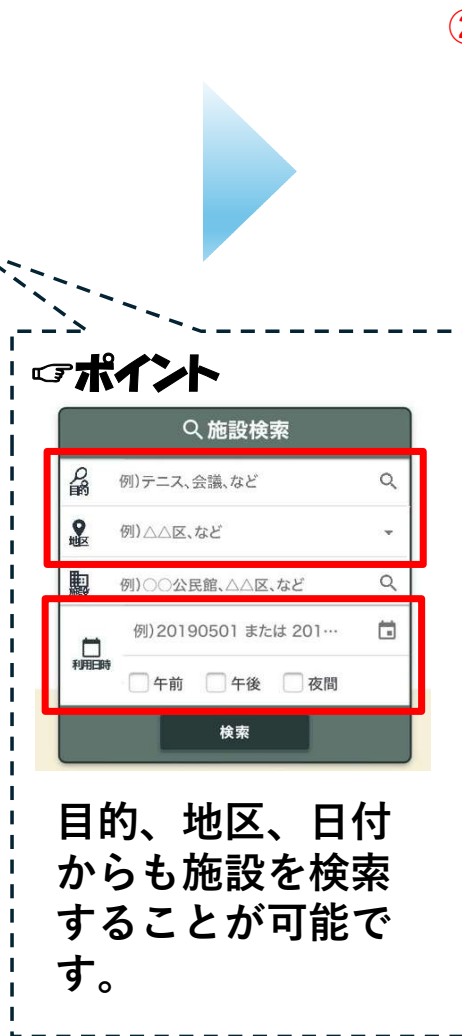 ②
☞ポイント
施設検索
目的
例)テニス、会議、など
地区
例)△△区、など
施設
例)○○公民館、△△区、など
利用日時
例)20190501 または 201…
午前
午後
夜間
検索
目的、地区、日付
からも施設を検索
することが可能で
す。